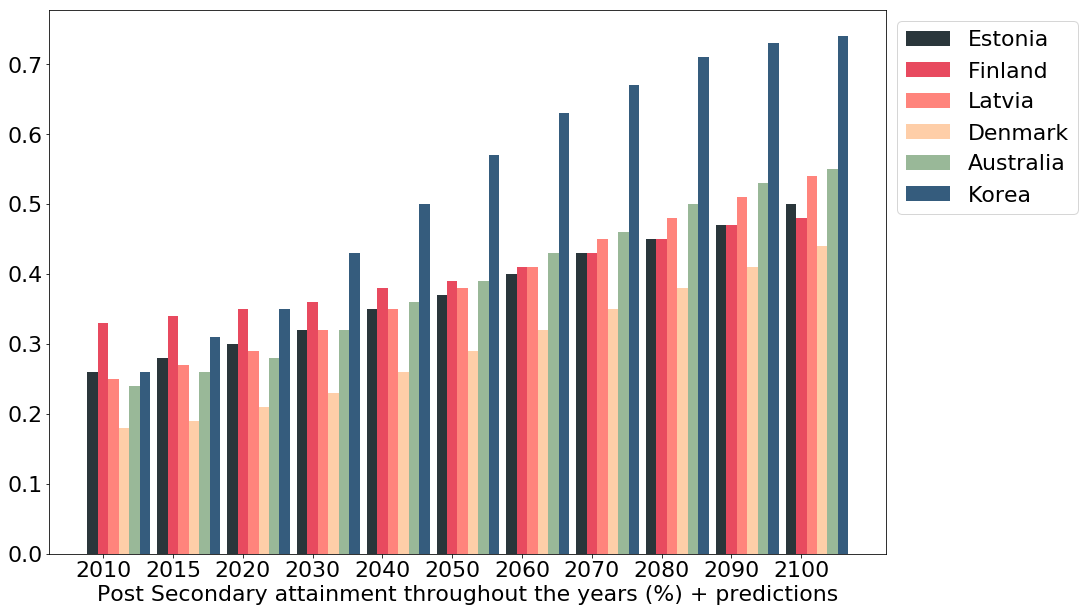 0.7
0.6
0.5
0.4
0.3
0.2
0.1
0.0
2010 2015 2020 2030 2040 2050 2060 2070 2080 2090 2100
Post Secondary attainment throughout the years (%) + predictions
Estonia
Finland
Latvia
Denmark
Australia
Korea